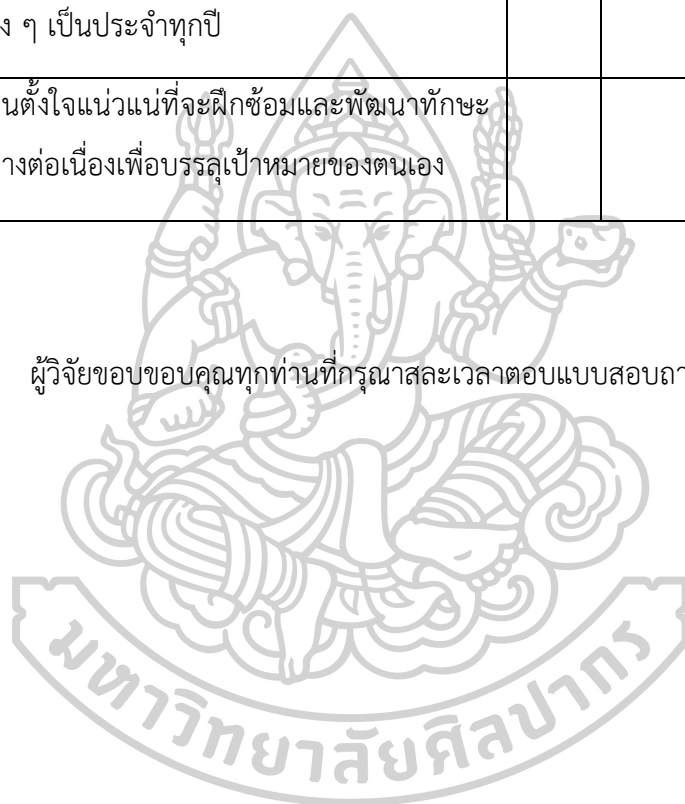 ง ๆ เป็นประจำทุกปี
นตั้งใจแน่วแน่ที่จะฝึกซ้อมและพัฒนาทักษะ
างต่อเนื่องเพื่อบรรลุเป้าหมายของตนเอง
ผู้วิจัยขอบขอบคุณทุกท่านที่กรุณาสละเวลาตอบแบบสอบถา
มหาวิทยาลัยศิลปากร